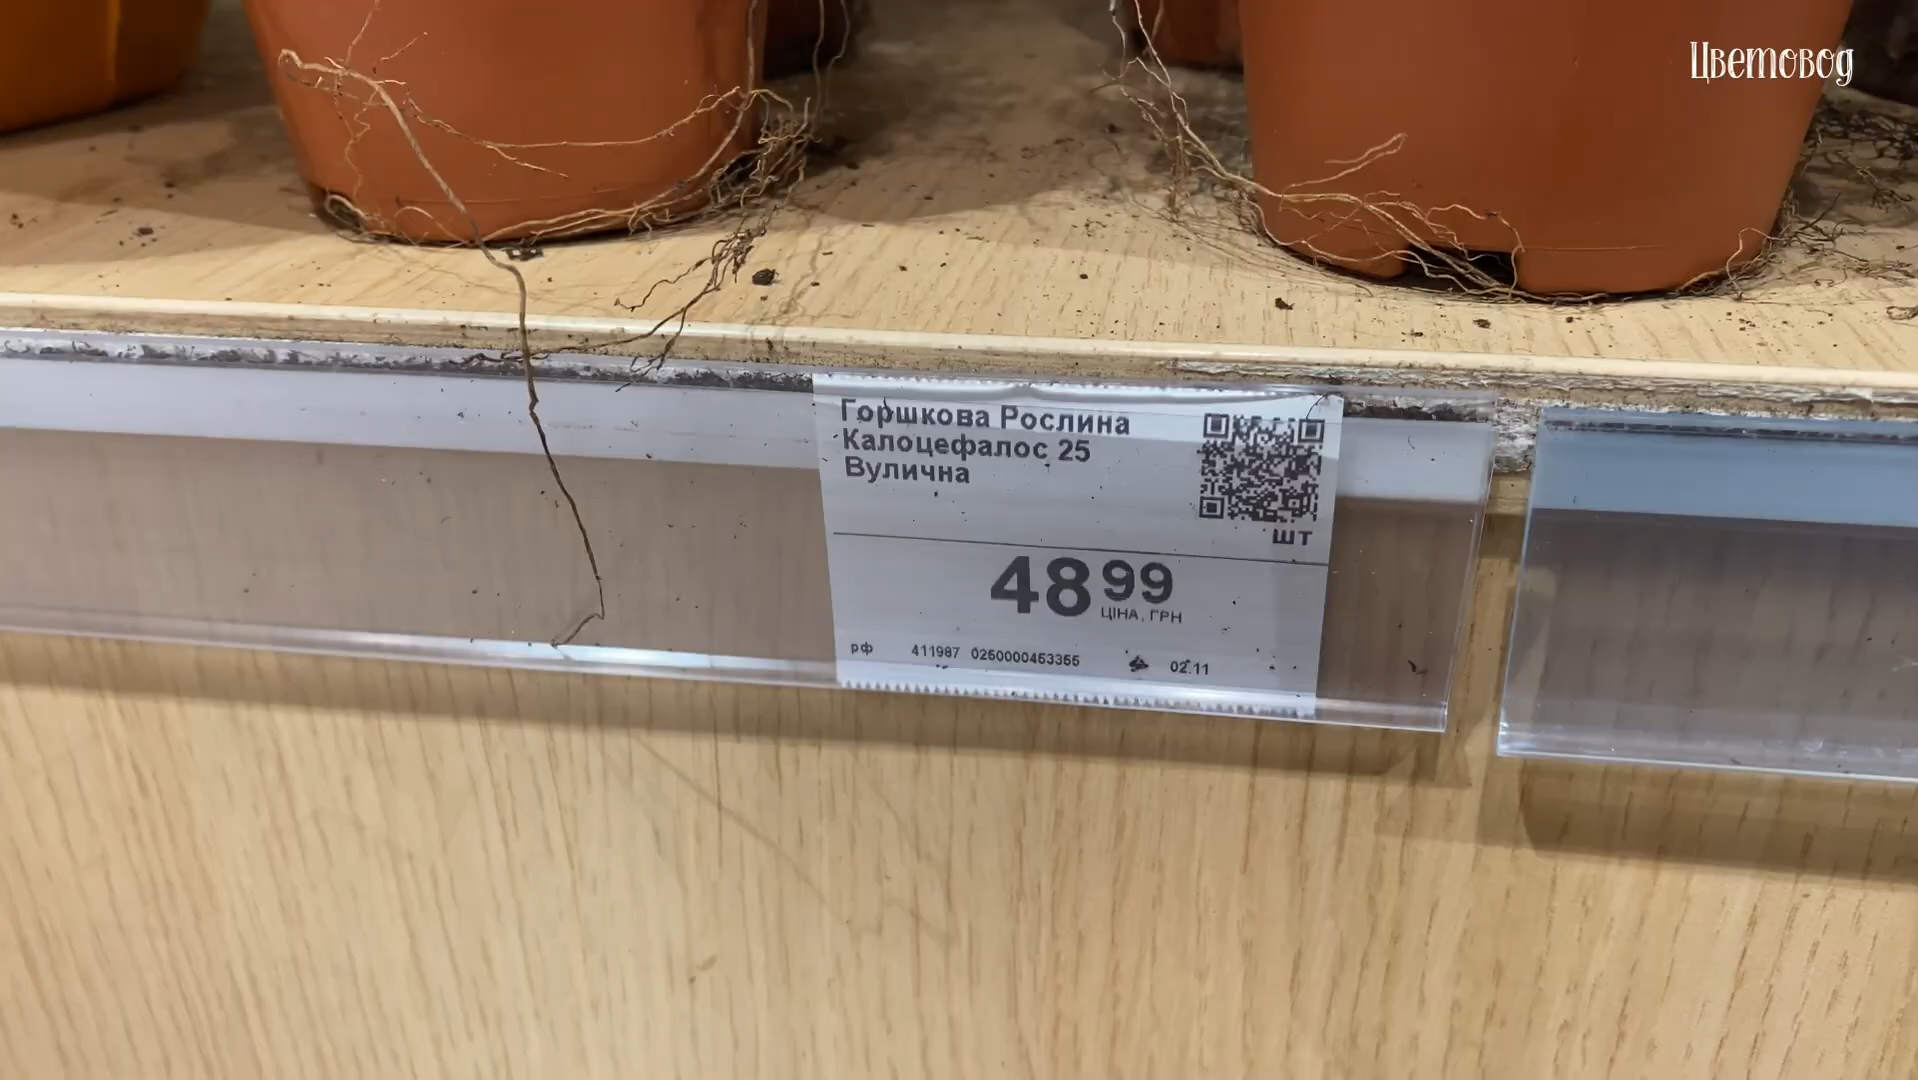 Цветовод
Горшкова Рослина
Калоцефалос 25
Вулична
шт
48 99
ЦІНА, ГРН
рф 411987 0250000453355 02.11